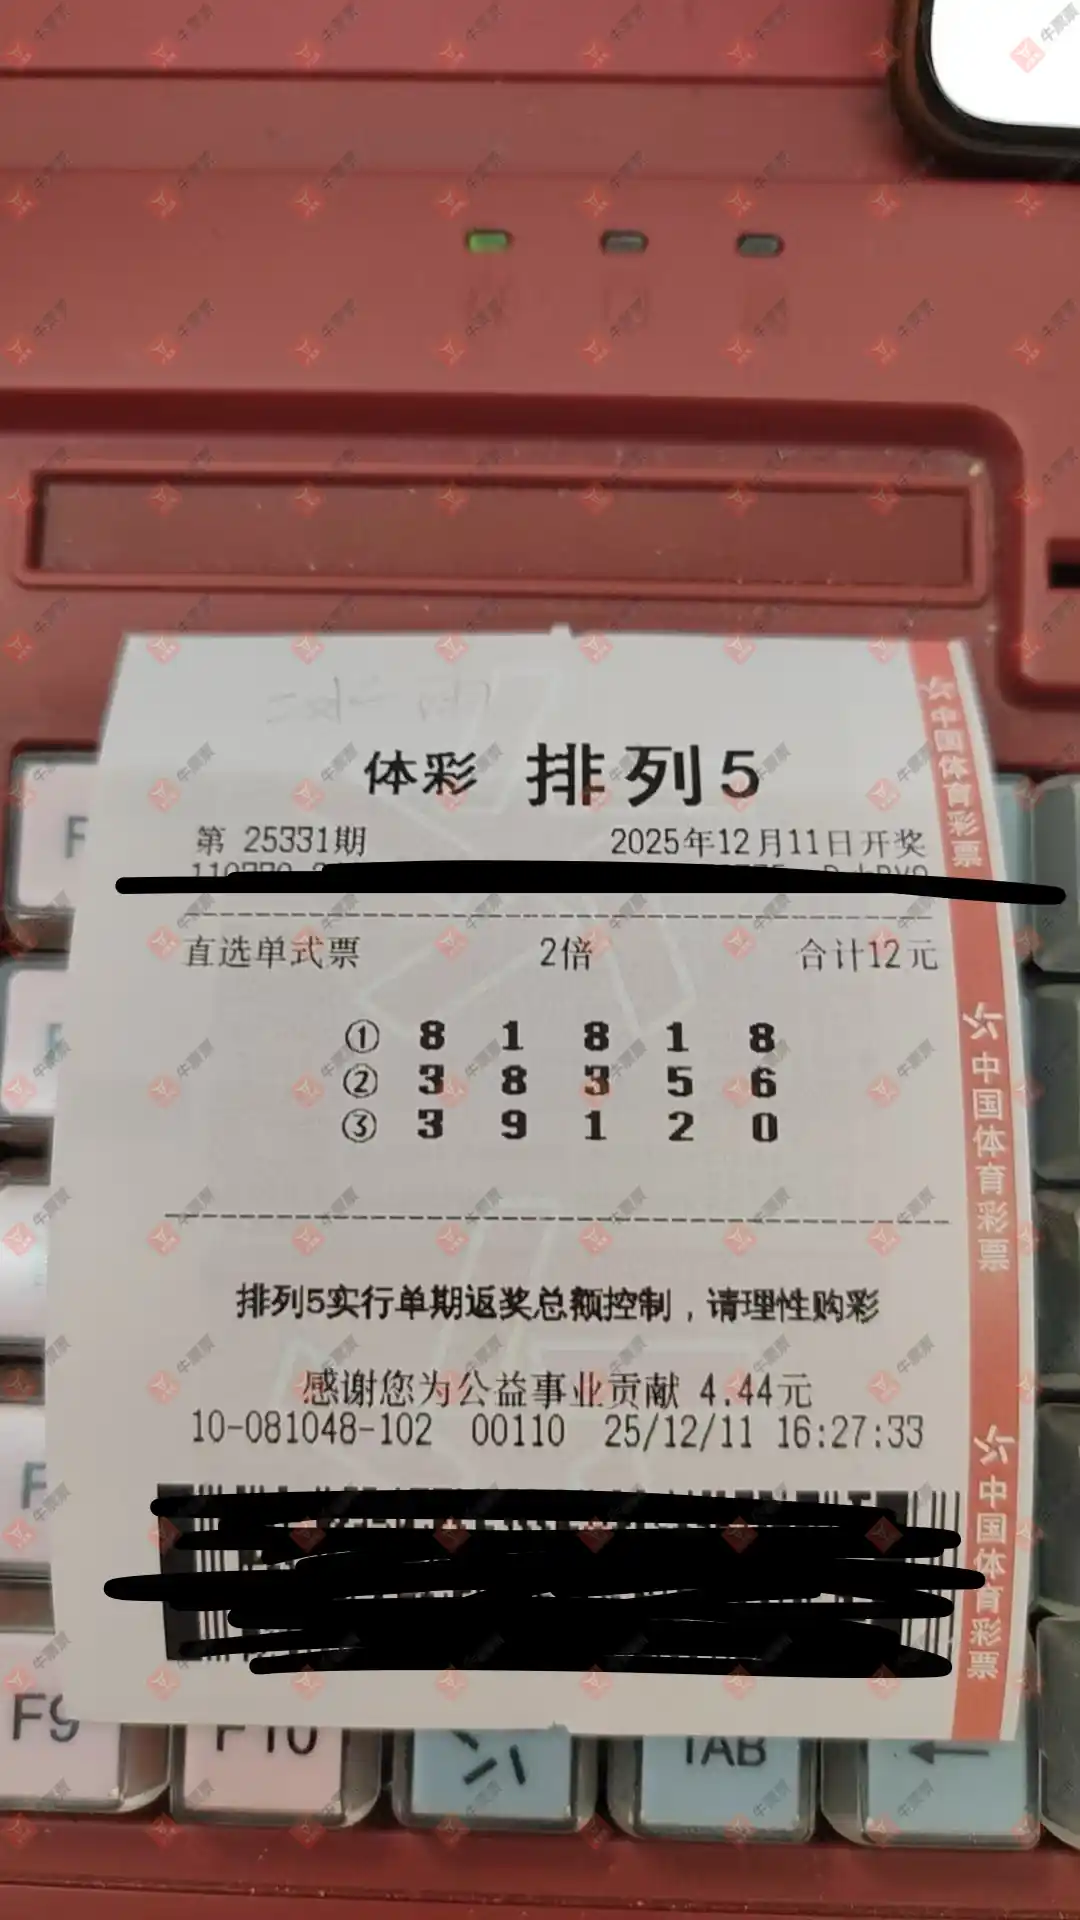 体彩 排列5
第 25331期 2025年12月11日开奖
直选单式票 2倍 合计12元
① 8 1 8 1 8
② 3 8 3 5 6
③ 3 9 1 2 0
排列5实行单期返奖总额控制，请理性购彩
感谢您为公益事业贡献 4.44元
10-081048-102 00110 25/12/11 16:27:33
中国体育彩票
中国体育彩票
中国体育彩票
F9 F10 TAB
牛票票